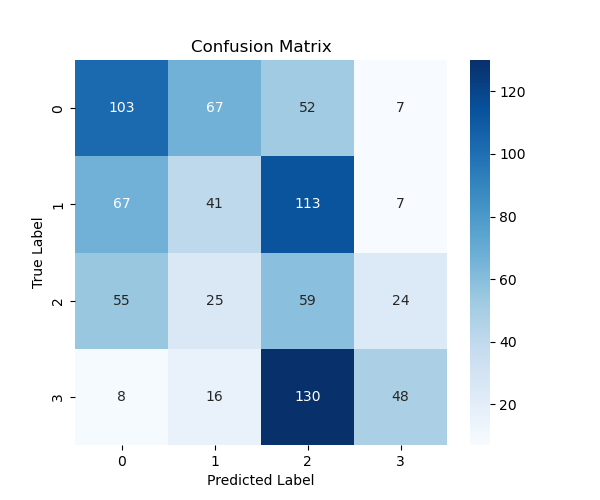 Confusion Matrix
True Label
0 103 67 52 7
1 67 41 113 7
2 55 25 59 24
3 8 16 130 48
0 1 2 3
Predicted Label
120
100
80
60
40
20